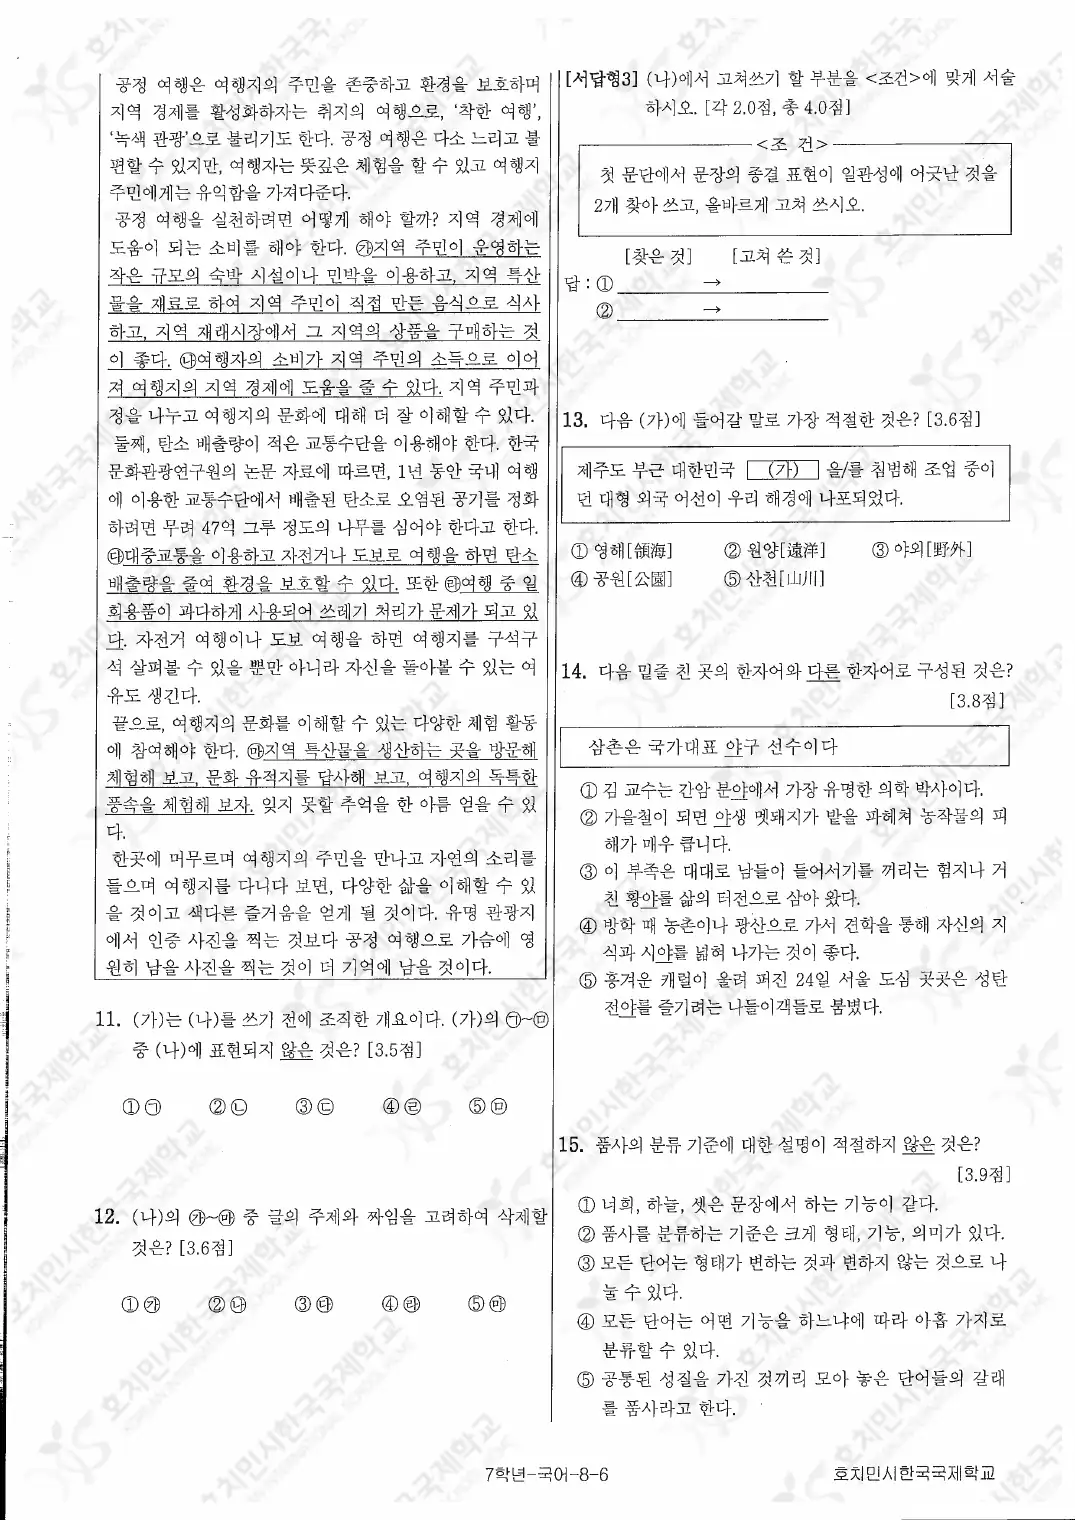 공정 여행은 여행지의 주민을 존중하고 환경을 보호하며
지역 경제를 활성화하자는 취지의 여행으로, ‘착한 여행’,
‘녹색 관광’으로 불리기도 한다. 공정 여행은 다소 느리고 불
편할 수 있지만, 여행자는 뜻깊은 체험을 할 수 있고 여행지
주민에게는 유익함을 가져다준다.
공정 여행을 실천하려면 어떻게 해야 할까? 지역 경제에
도움이 되는 소비를 해야 한다. ㉮지역 주민이 운영하는
작은 규모의 숙박 시설이나 민박을 이용하고, 지역 특산
물을 재료로 하여 지역 주민이 직접 만든 음식으로 식사
하고, 지역 재래시장에서 그 지역의 상품을 구매하는 것
이 좋다. ㉯여행자의 소비가 지역 주민의 소득으로 이어
져 여행지의 지역 경제에 도움을 줄 수 있다. 지역 주민과
정을 나누고 여행지의 문화에 대해 더 잘 이해할 수 있다.
둘째, 탄소 배출량이 적은 교통수단을 이용해야 한다. 한국
문화관광연구원의 논문 자료에 따르면, 1년 동안 국내 여행
에 이용한 교통수단에서 배출된 탄소로 오염된 공기를 정화
하려면 무려 47억 그루 정도의 나무를 심어야 한다고 한다.
㉰대중교통을 이용하고 자전거나 도보로 여행을 하면 탄소
배출량을 줄여 환경을 보호할 수 있다. 또한 ㉱여행 중 일
회용품이 과다하게 사용되어 쓰레기 처리가 문제가 되고 있
다. 자전거 여행이나 도보 여행을 하면 여행지를 구석구
석 살펴볼 수 있을 뿐만 아니라 자신을 돌아볼 수 있는 여
유도 생긴다.
끝으로, 여행지의 문화를 이해할 수 있는 다양한 체험 활동
에 참여해야 한다. ㉲지역 특산물을 생산하는 곳을 방문해
체험해 보고, 문화 유적지를 답사해 보고, 여행지의 독특한
풍속을 체험해 보자. 잊지 못할 추억을 한 아름 얻을 수 있
다.
한곳에 머무르며 여행지의 주민을 만나고 자연의 소리를
들으며 여행지를 다니다 보면, 다양한 삶을 이해할 수 있
을 것이고 색다른 즐거움을 얻게 될 것이다. 유명 관광지
에서 인증 사진을 찍는 것보다 공정 여행으로 가슴에 영
원히 남을 사진을 찍는 것이 더 기억에 남을 것이다.
11. (가)는 (나)를 쓰기 전에 조직한 개요이다. (가)의 ㉠~㉤
중 (나)에 표현되지 않은 것은? [3.5점]
① ㉠ ② ㉡ ③ ㉢ ④ ㉣ ⑤ ㉤
12. (나)의 ㉮~㉲ 중 글의 주제와 짜임을 고려하여 삭제할
것은? [3.6점]
① ㉮ ② ㉯ ③ ㉰ ④ ㉱ ⑤ ㉲
[서답형3] (나)에서 고쳐쓰기 할 부분을 <조건>에 맞게 서술
하시오. [각 2.0점, 총 4.0점]
<조 건>
첫 문단에서 문장의 종결 표현이 일관성에 어긋난 것을
2개 찾아 쓰고, 올바르게 고쳐 쓰시오.
[찾은 것] [고쳐 쓴 것]
답 : ① →
② →
13. 다음 (가)에 들어갈 말로 가장 적절한 것은? [3.6점]
제주도 부근 대한민국 (가) 을/를 침범해 조업 중이
던 대형 외국 어선이 우리 해경에 나포되었다.
① 영해[領海] ② 원양[遠洋] ③ 야외[野外]
④ 공원[公園] ⑤ 산천[山川]
14. 다음 밑줄 친 곳의 한자어와 다른 한자어로 구성된 것은?
[3.8점]
삼촌은 국가대표 야구 선수이다
① 김 교수는 간암 분야에서 가장 유명한 의학 박사이다.
② 가을철이 되면 야생 멧돼지가 밭을 파헤쳐 농작물의 피
해가 매우 큽니다.
③ 이 부족은 대대로 남들이 들어서기를 꺼리는 험지나 거
친 황야를 삶의 터전으로 삼아 왔다.
④ 방학 때 농촌이나 광산으로 가서 견학을 통해 자신의 지
식과 시야를 넓혀 나가는 것이 좋다.
⑤ 흥겨운 캐럴이 울려 퍼진 24일 서울 도심 곳곳은 성탄
전야를 즐기려는 나들이객들로 붐볐다.
15. 품사의 분류 기준에 대한 설명이 적절하지 않은 것은?
[3.9점]
① 너희, 하늘, 셋은 문장에서 하는 기능이 같다.
② 품사를 분류하는 기준은 크게 형태, 기능, 의미가 있다.
③ 모든 단어는 형태가 변하는 것과 변하지 않는 것으로 나
눌 수 있다.
④ 모든 단어는 어떤 기능을 하느냐에 따라 아홉 가지로
분류할 수 있다.
⑤ 공통된 성질을 가진 것끼리 모아 놓은 단어들의 갈래
를 품사라고 한다.
7학년-국어-8-6
호치민시한국국제학교